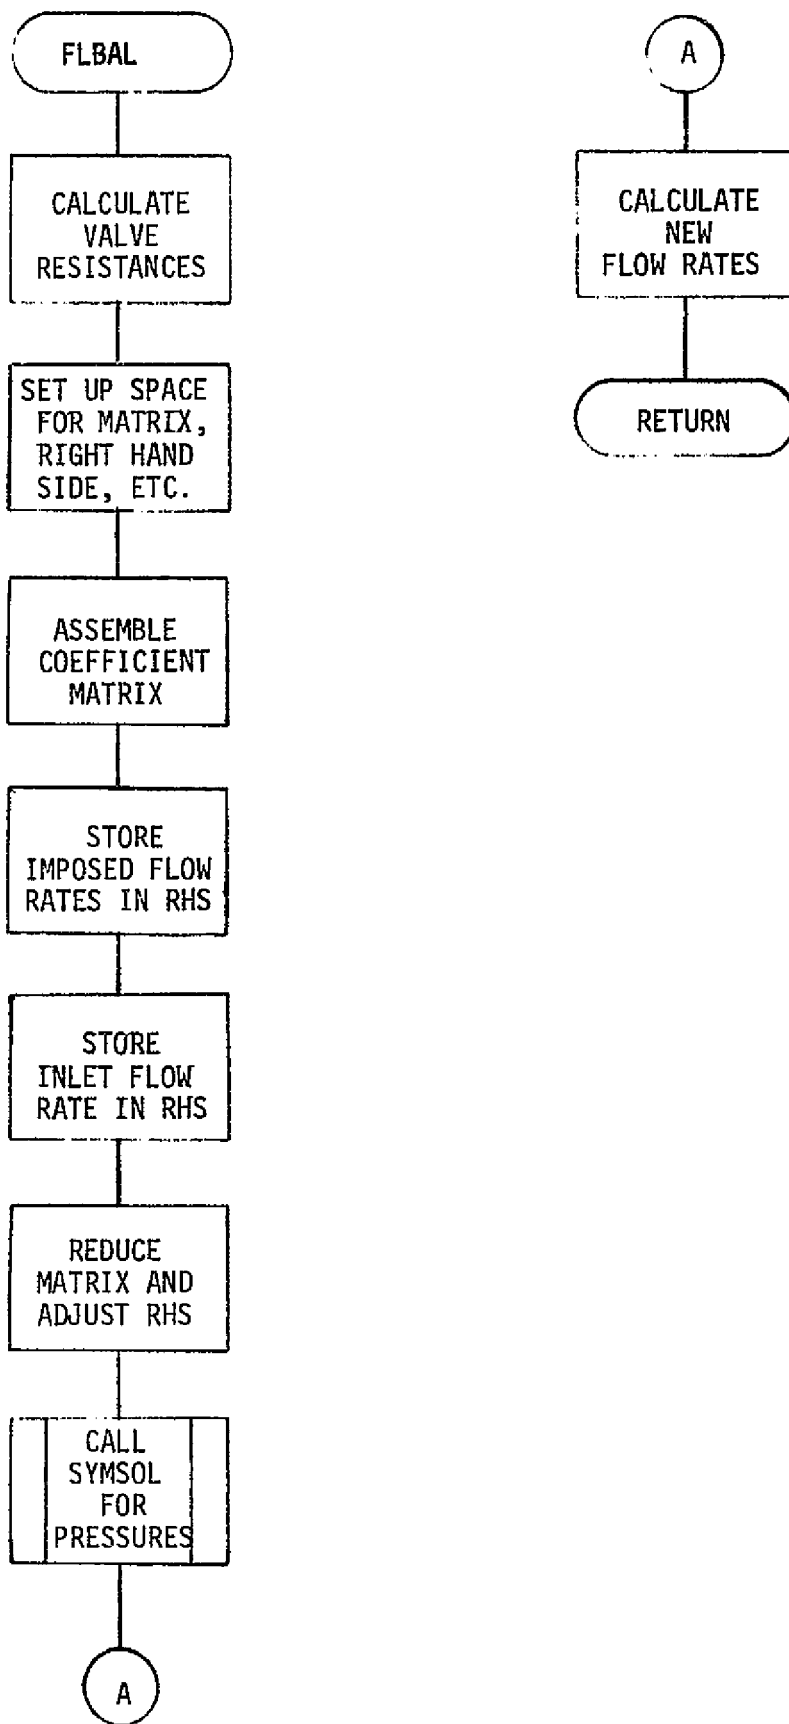 FLBAL
CALCULATE
VALVE
RESISTANCES
SET UP SPACE
FOR MATRIX,
RIGHT HAND
SIDE, ETC.
ASSEMBLE
COEFFICIENT
MATRIX
STORE
IMPOSED FLOW
RATES IN RHS
STORE
INLET FLOW
RATE IN RHS
REDUCE
MATRIX AND
ADJUST RHS
CALL
SYMSOL
FOR
PRESSURES
A
A
CALCULATE
NEW
FLOW RATES
RETURN